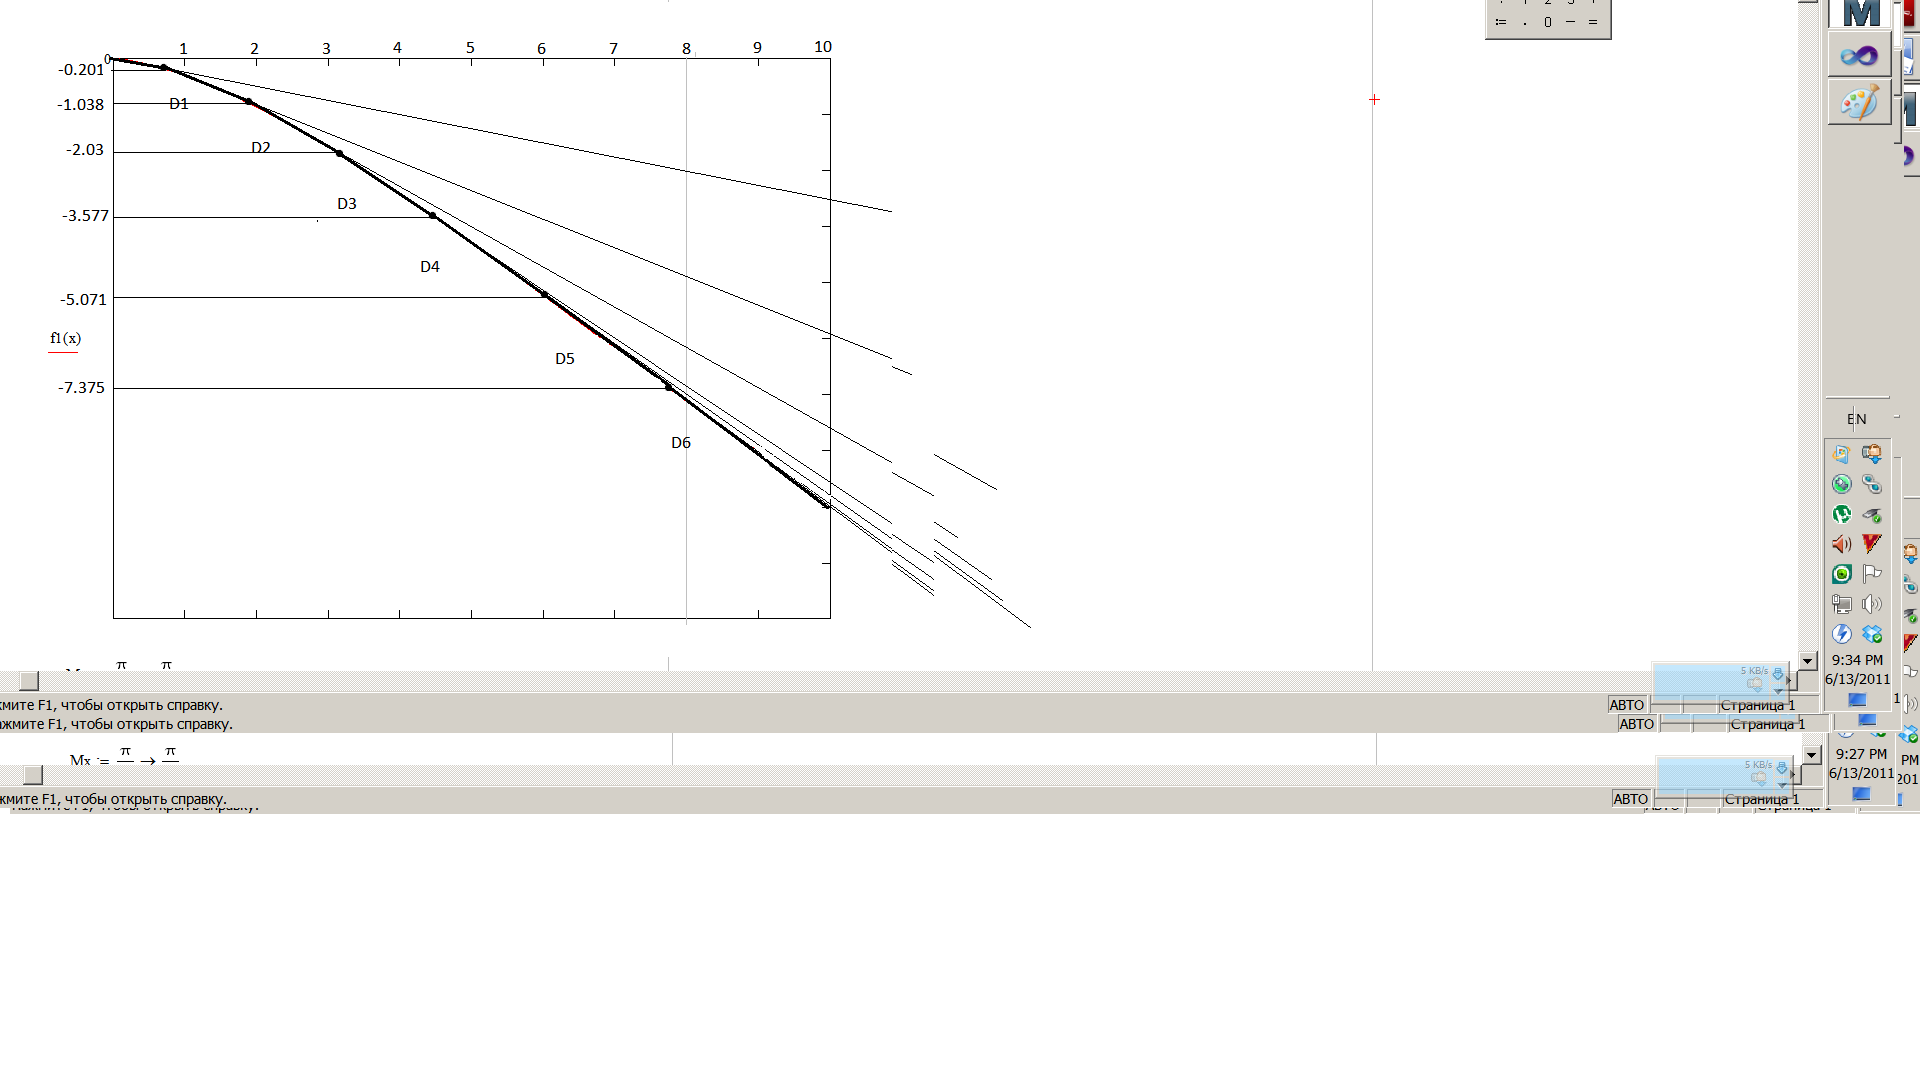 := . 0 − =
1 2 3 4 5 6 7 8 9 10
0
-0.201
-1.038
D1
-2.03
D2
D3
-3.577
D4
-5.071
f1(x)
D5
-7.375
D6
EN
π π
9:34 PM
6/13/2011
5 KB/s
жмите F1, чтобы открыть справку.
АВТО Страница 1
ажмите F1, чтобы открыть справку.
АВТО Страница 1
Mx := π → π
9:27 PM
6/13/2011
PM
201
5 KB/s
жмите F1, чтобы открыть справку.
АВТО Страница 1